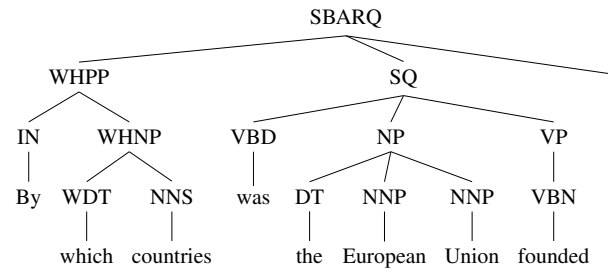 SBARQ
WHPP SQ
IN WHNP VBD NP VP
By WDT NNS was DT NNP NNP VBN
which countries the European Union founded